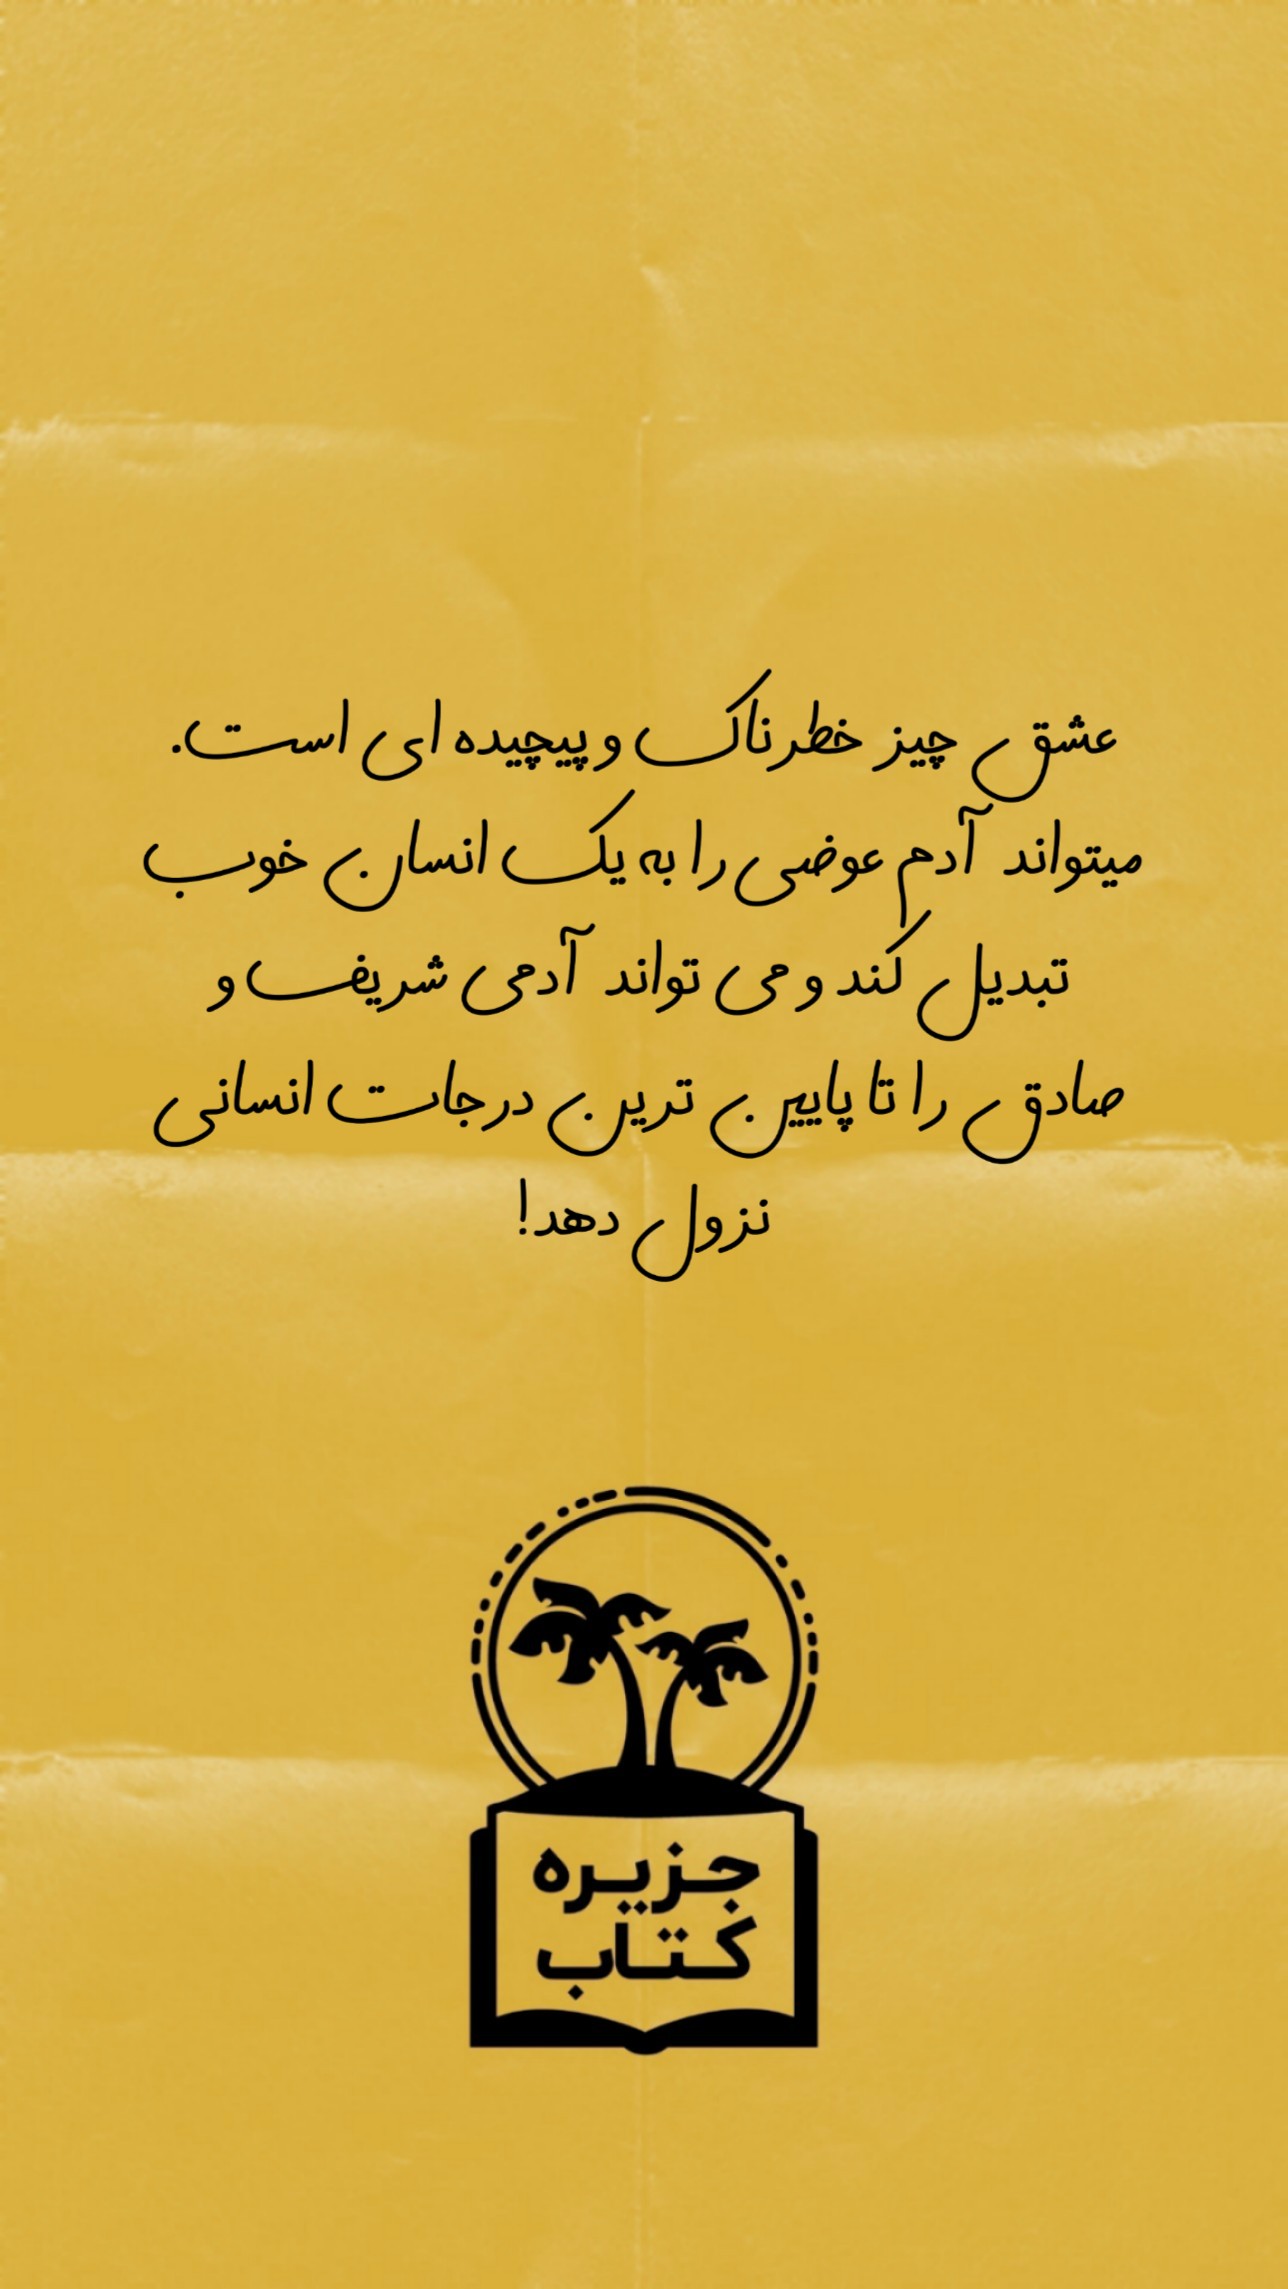 عشق چیز خطرناک و پیچیده ای است.
میتواند آدم عوضی را به یک انسان خوب
تبدیل کند و می تواند آدمی شریف و
صادق را تا پایین ترین درجات انسانی
نزول دهد!
جزیره
کتاب